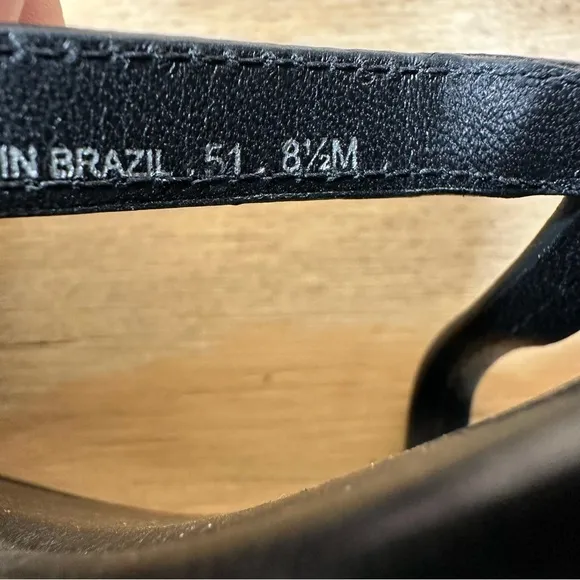 IN BRAZIL . 51 . 8½M